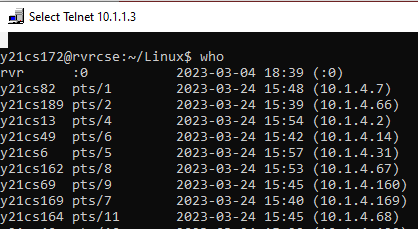 Select Telnet 10.1.1.3
y21cs172@rvrcse:~/Linux$ who
rvr      :0           2023-03-04 18:39 (:0)
y21cs82  pts/1        2023-03-24 15:48 (10.1.4.7)
y21cs189 pts/2        2023-03-24 15:39 (10.1.4.66)
y21cs13  pts/4        2023-03-24 15:54 (10.1.4.2)
y21cs49  pts/6        2023-03-24 15:42 (10.1.4.14)
y21cs6   pts/5        2023-03-24 15:57 (10.1.4.31)
y21cs162 pts/8        2023-03-24 15:53 (10.1.4.67)
y21cs69  pts/9        2023-03-24 15:45 (10.1.4.160)
y21cs169 pts/7        2023-03-24 15:40 (10.1.4.169)
y21cs164 pts/11       2023-03-24 15:45 (10.1.4.68)